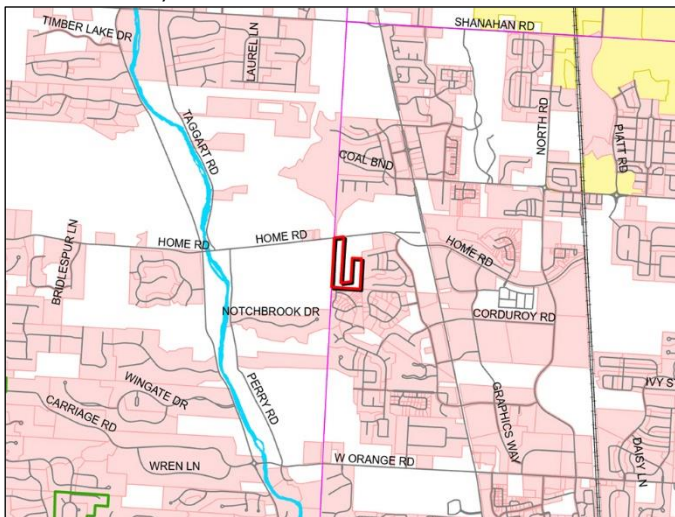 TIMBER LAKE DR
SHANAHAN RD
LAUREL LN
TAGGART RD
NORTH RD
PIATT RD
COAL BND
HOME RD
HOME RD
HOME RD
BRIDLESPUR LN
NOTCHBROOK DR
CORDUROY RD
WINGATE DR
PERRY RD
GRAPHICS WAY
IVY S
CARRIAGE RD
DAISY LN
WREN LN
W ORANGE RD